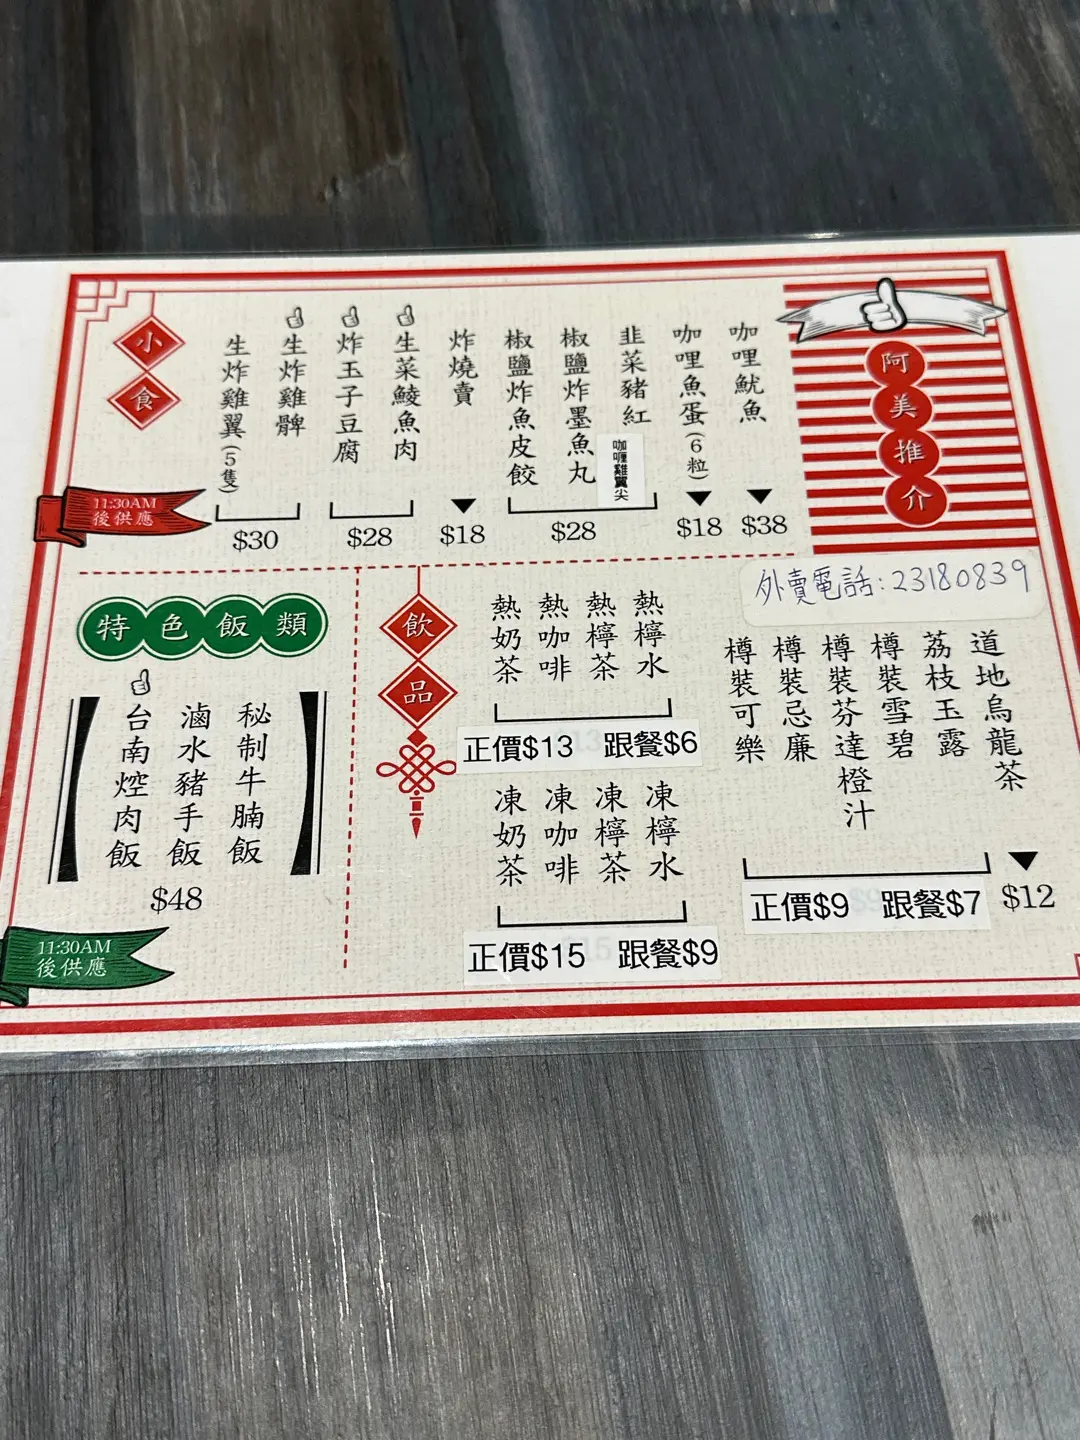 阿美推介
咖哩魷魚
$38
咖哩魚蛋(6粒)
$18
韭菜豬紅
咖喱雞翼尖
椒鹽炸墨魚丸
椒鹽炸魚皮餃
$28
炸燒賣
$18
生菜鯪魚肉
炸玉子豆腐
$28
生炸雞髀
生炸雞翼(5隻)
$30
小食
11:30AM
後供應
外賣電話:23180839
道地烏龍茶
$12
荔枝玉露
樽裝雪碧
樽裝芬達橙汁
樽裝忌廉
樽裝可樂
正價$9 跟餐$7
熱檸水
熱檸茶
熱咖啡
熱奶茶
正價$13 跟餐$6
凍檸水
凍檸茶
凍咖啡
凍奶茶
正價$15 跟餐$9
飲品
特色飯類
秘制牛腩飯
滷水豬手飯
台南焢肉飯
$48
11:30AM
後供應